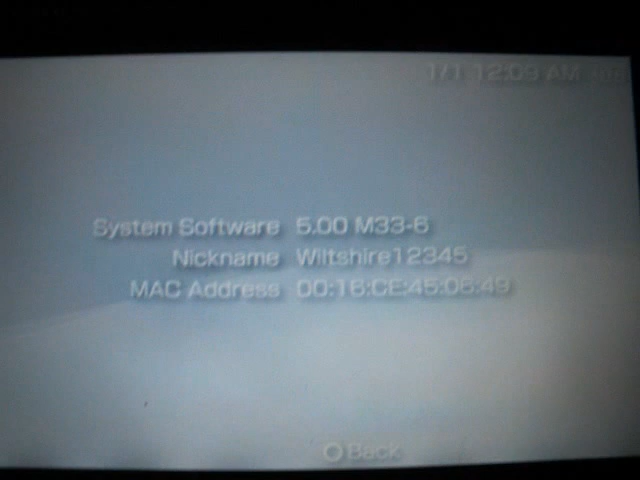 1/1 12:09 AM
System Software 5.00 M33-6
Nickname Wiltshire12345
MAC Address 00:16:CE:45:06:49
Back